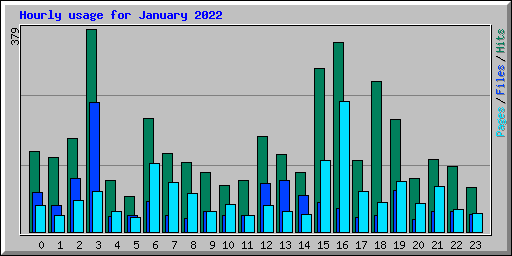 Hourly usage for January 2022
379
Pages / Files / Hits
0 1 2 3 4 5 6 7 8 9 10 11 12 13 14 15 16 17 18 19 20 21 22 23